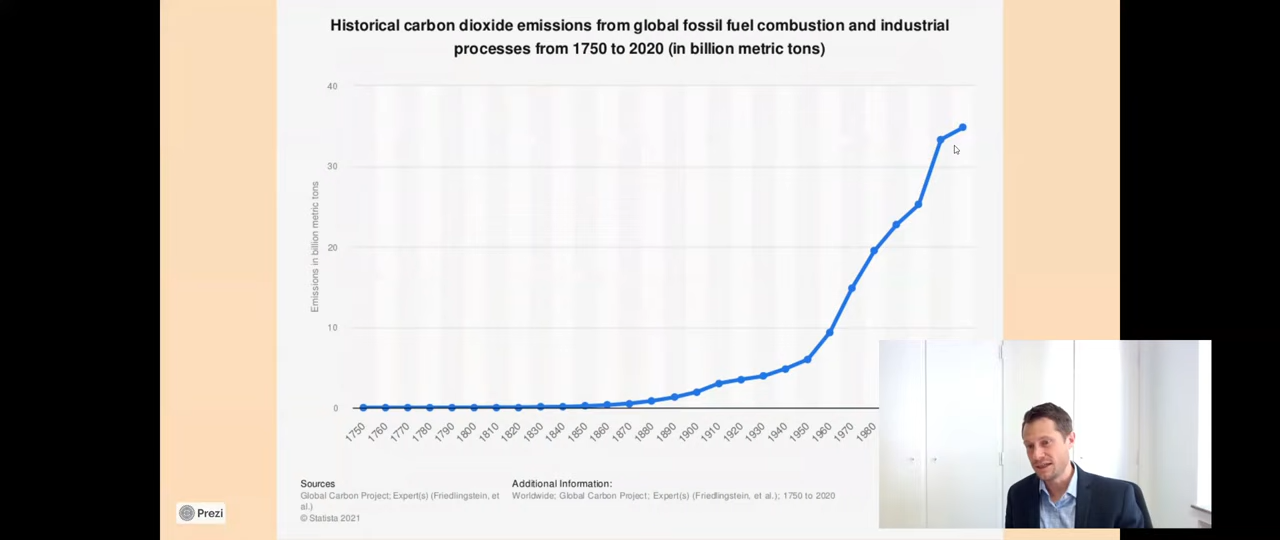 Historical carbon dioxide emissions from global fossil fuel combustion and industrial
processes from 1750 to 2020 (in billion metric tons)
Emissions in billion metric tons
40
30
20
10
0
1750 1760 1770 1780 1790 1800 1810 1820 1830 1840 1850 1860 1870 1880 1890 1900 1910 1920 1930 1940 1950 1960 1970 1980
Sources
Global Carbon Project; Expert(s) (Friedlingstein, et
al.)
© Statista 2021
Additional Information:
Worldwide; Global Carbon Project; Expert(s) (Friedlingstein, et al.); 1750 to 2020
Prezi